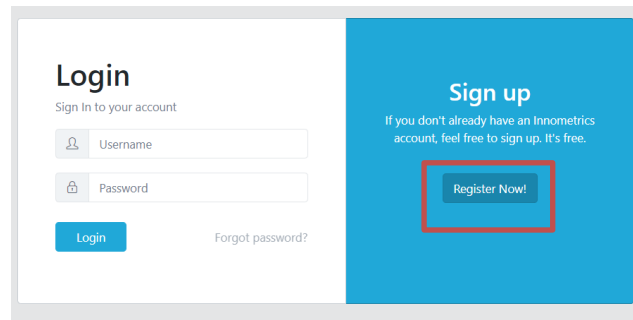 Login
Sign In to your account
Username
Password
Login
Forgot password?
Sign up
If you don't already have an Innometrics
account, feel free to sign up. It's free.
Register Now!